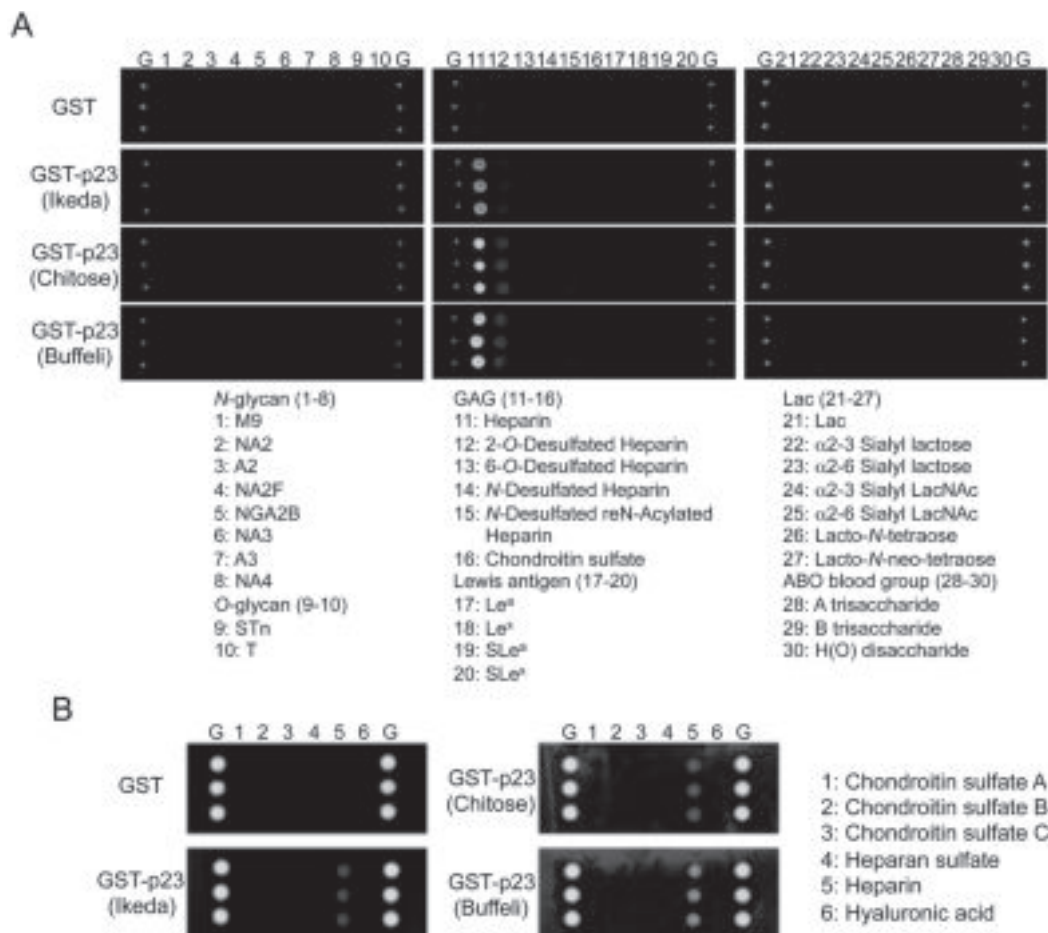 A
G 1 2 3 4 5 6 7 8 9 10 G
G 11 12 13 14 15 16 17 18 19 20 G
G 21 22 23 24 25 26 27 28 29 30 G
GST
GST-p23
(Ikeda)
GST-p23
(Chitose)
GST-p23
(Buffeli)
N-glycan (1-8)
1: M9
2: NA2
3: A2
4: NA2F
5: NGA2B
6: NA3
7: A3
8: NA4
O-glycan (9-10)
9: STn
10: T
GAG (11-16)
11: Heparin
12: 2-O-Desulfated Heparin
13: 6-O-Desulfated Heparin
14: N-Desulfated Heparin
15: N-Desulfated reN-Acylated
Heparin
16: Chondroitin sulfate
Lewis antigen (17-20)
17: Leᵃ
18: Leˣ
19: SLeᵃ
20: SLeˣ
Lac (21-27)
21: Lac
22: α2-3 Sialyl lactose
23: α2-6 Sialyl lactose
24: α2-3 Sialyl LacNAc
25: α2-6 Sialyl LacNAc
26: Lacto-N-tetraose
27: Lacto-N-neo-tetraose
ABO blood group (28-30)
28: A trisaccharide
29: B trisaccharide
30: H(O) disaccharide
B
G 1 2 3 4 5 6 G
GST
GST-p23
(Ikeda)
G 1 2 3 4 5 6 G
GST-p23
(Chitose)
GST-p23
(Buffeli)
1: Chondroitin sulfate A
2: Chondroitin sulfate B
3: Chondroitin sulfate C
4: Heparan sulfate
5: Heparin
6: Hyaluronic acid